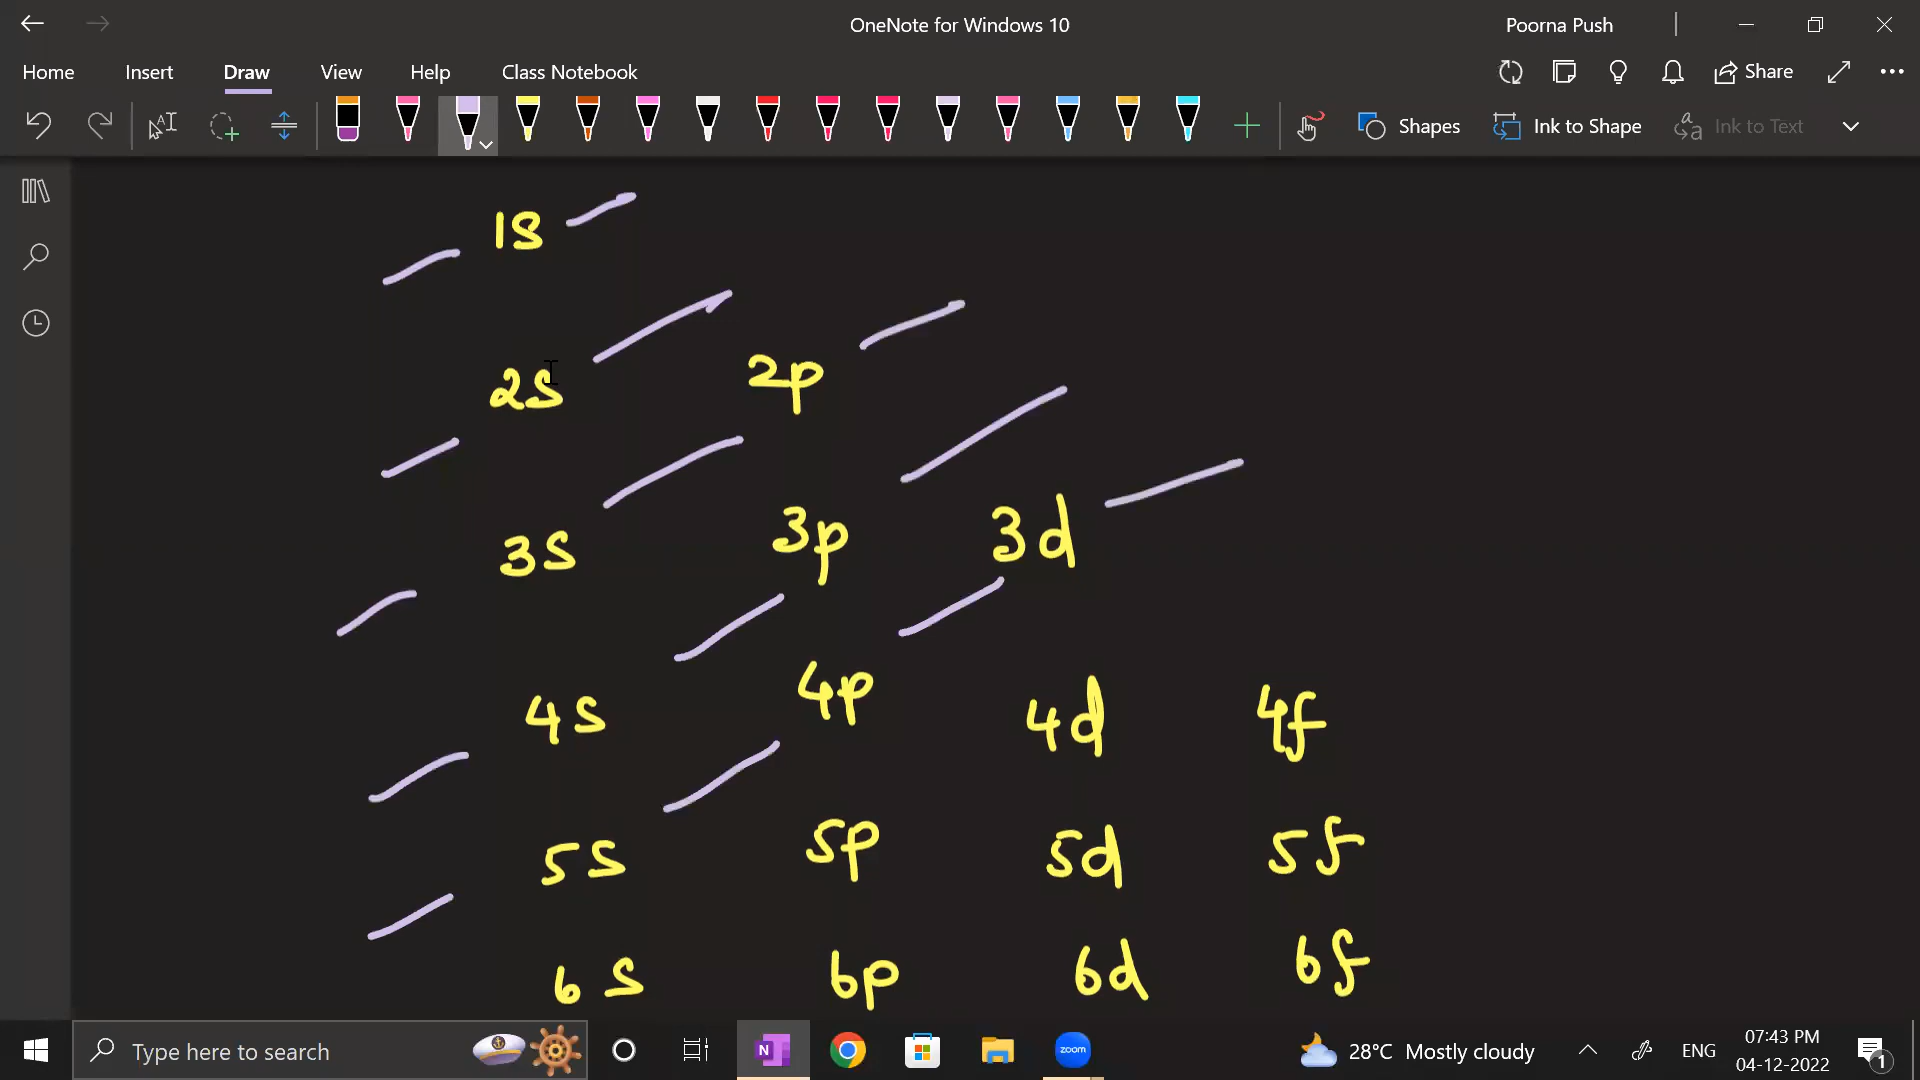 OneNote for Windows 10
Poorna Push
Home Insert Draw View Help Class Notebook
Share
Shapes Ink to Shape Ink to Text
1S
2S 2p
3S 3p 3d
4S 4p 4d 4f
5S 5p 5d 5f
6S 6p 6d 6f
Type here to search
N
zoom
28°C Mostly cloudy
ENG
07:43 PM
04-12-2022
1